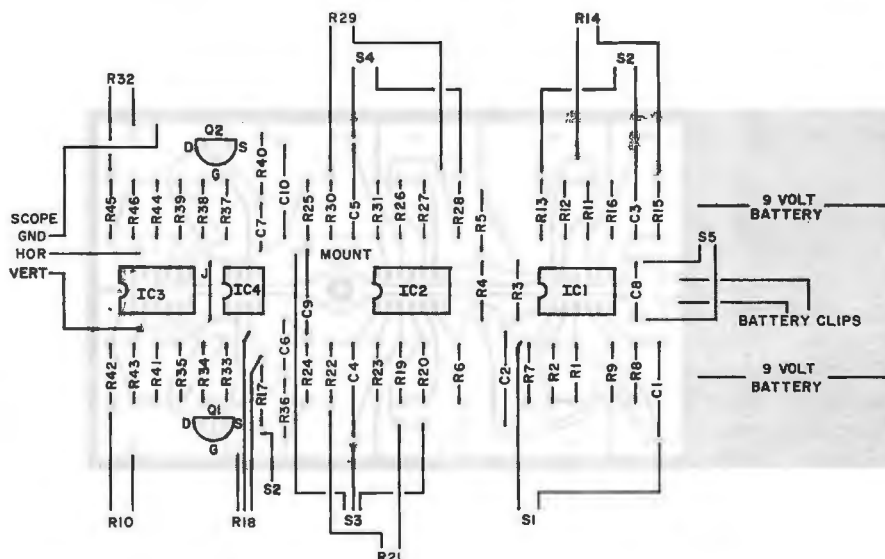 R29
R14
S4
S2
R32
Q2
D S
G
R40
C10
R45
R46
R44
R39
R38
R37
C7
R25
R30
C5
R31
R26
R27
R28
R5
R13
R12
R11
R16
C3
R15
9 VOLT
BATTERY
SCOPE
GND
HOR
VERT
MOUNT
S5
IC3
J
IC4
C9
IC2
R4
R3
IC1
C8
BATTERY CLIPS
R42
R43
R41
R35
R34
R33
R17
C6
R36
R24
R22
C4
R23
R19
R20
R6
C2
R7
R2
R1
R9
R8
C1
9 VOLT
BATTERY
Q1
D S
G
S2
R10
R18
S3
S1
R21